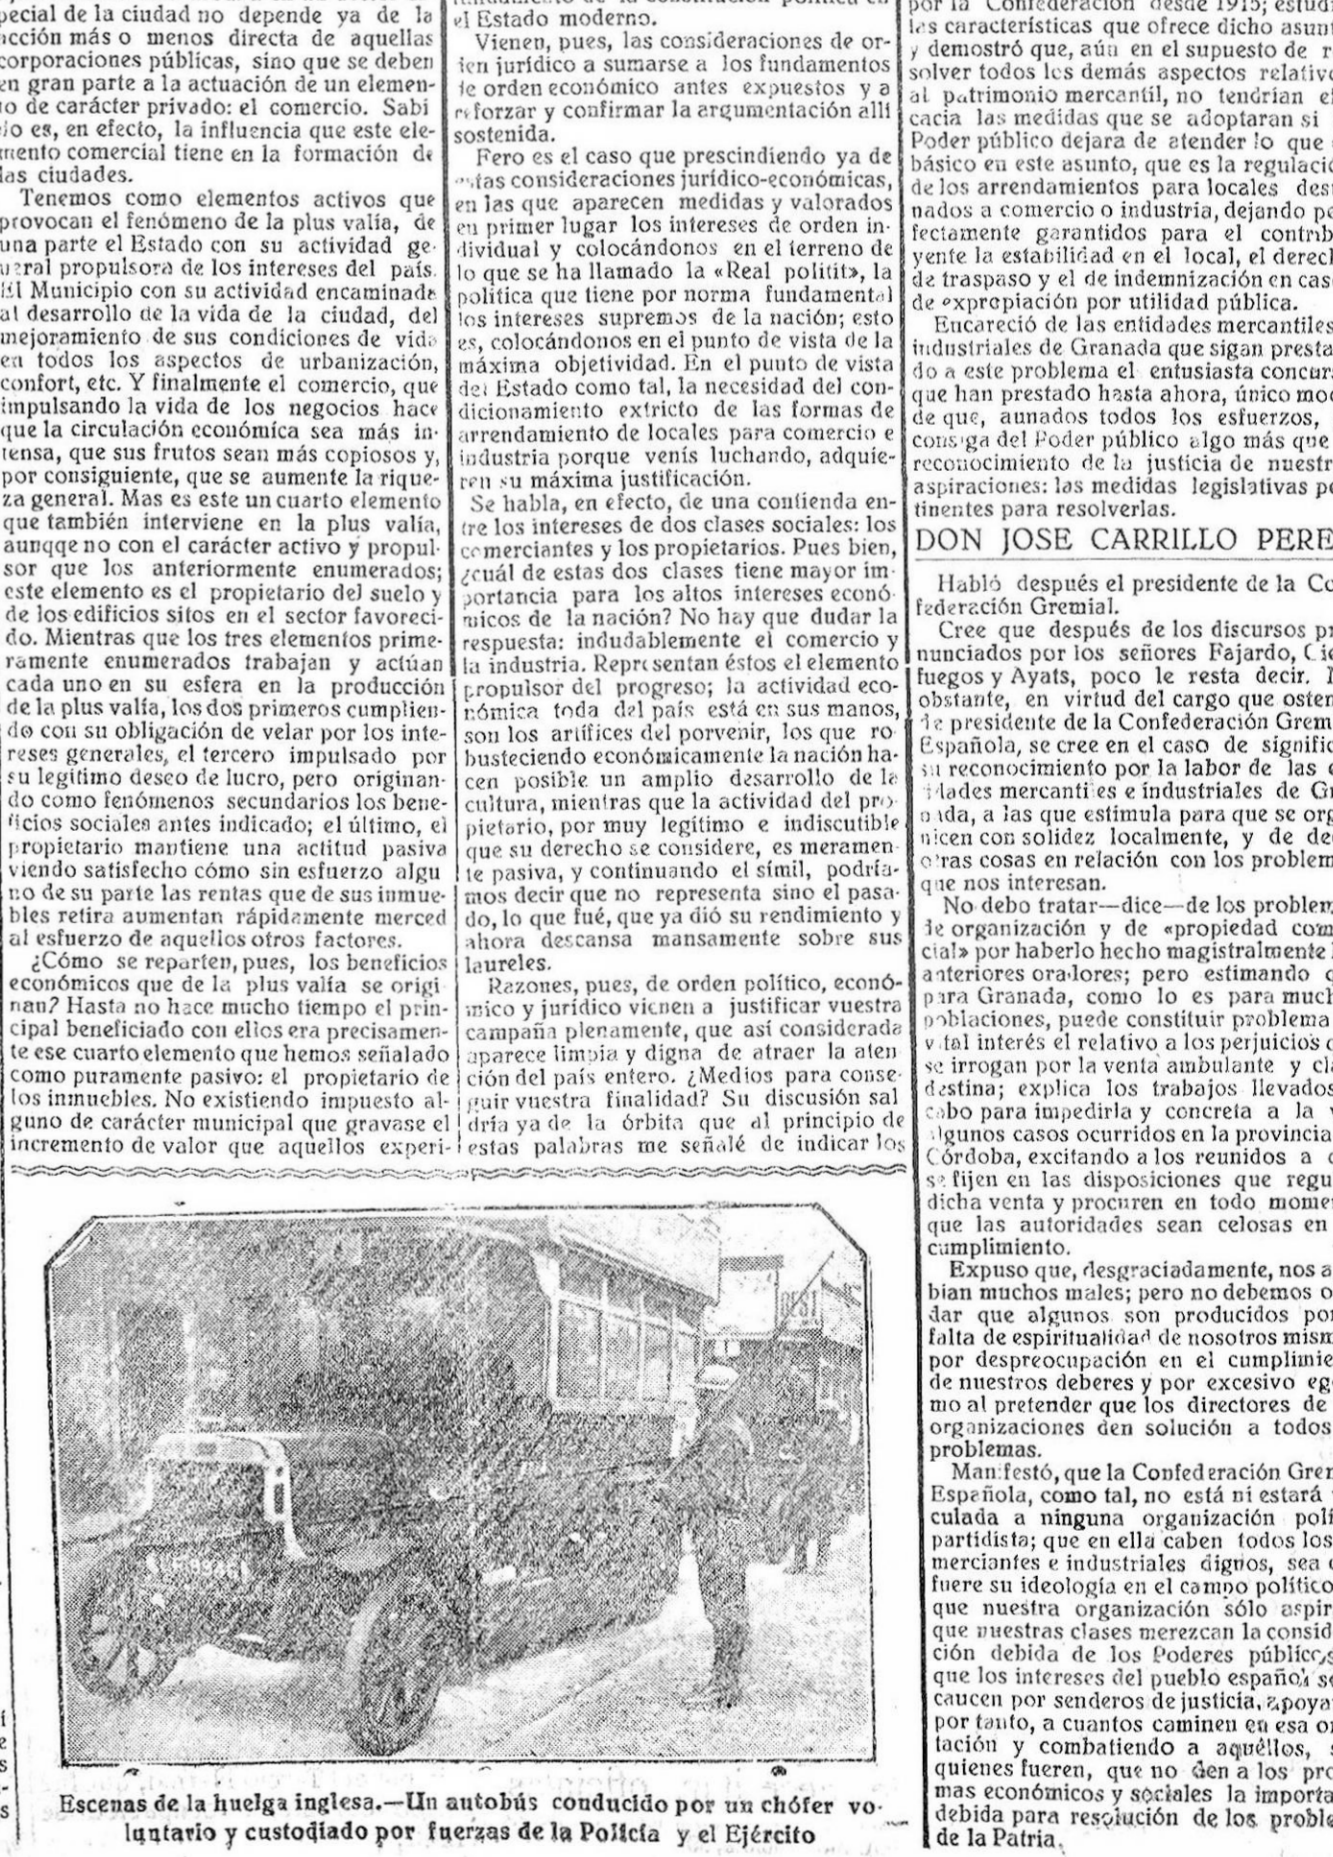 pecial de la ciudad no depende ya de la
acción más o menos directa de aquellas
corporaciones públicas, sino que se deben
en gran parte a la actuación de un elemen-
to de carácter privado: el comercio. Sabi
do es, en efecto, la influencia que este ele-
mento comercial tiene en la formación de
las ciudades.
Tenemos como elementos activos que
provocan el fenómeno de la plus valía, de
una parte el Estado con su actividad ge-
neral propulsora de los intereses del país.
El Municipio con su actividad encaminada
al desarrollo de la vida de la ciudad, del
mejoramiento de sus condiciones de vida
en todos los aspectos de urbanización,
confort, etc. Y finalmente el comercio, que
impulsando la vida de los negocios hace
que la circulación económica sea más in-
tensa, que sus frutos sean más copiosos y,
por consiguiente, que se aumente la rique-
za general. Mas es este un cuarto elemento
que también interviene en la plus valía,
aunqqe no con el carácter activo y propul-
sor que los anteriormente enumerados;
este elemento es el propietario del suelo y
de los edificios sitos en el sector favoreci-
do. Mientras que los tres elementos prime-
ramente enumerados trabajan y actúan
cada uno en su esfera en la producción
de la plus valía, los dos primeros cumplien-
do con su obligación de velar por los inte-
reses generales, el tercero impulsado por
su legítimo deseo de lucro, pero originan-
do como fenómenos secundarios los bene-
ficios sociales antes indicado; el último, el
propietario mantiene una actitud pasiva
viendo satisfecho cómo sin esfuerzo algu
no de su parte las rentas que de sus inmue-
bles retira aumentan rápidamente merced
al esfuerzo de aquellos otros factores.
¿Cómo se reparten, pues, los beneficios
económicos que de la plus valía se origi
nan? Hasta no hace mucho tiempo el prin-
cipal beneficiado con ellos era precisamen-
te ese cuarto elemento que hemos señalado
como puramente pasivo: el propietario de
los inmuebles. No existiendo impuesto al-
guno de carácter municipal que gravase el
incremento de valor que aquellos experi-
el Estado moderno.
Vienen, pues, las consideraciones de or-
den jurídico a sumarse a los fundamentos
de orden económico antes expuestos y a
reforzar y confirmar la argumentación allí
sostenida.
Pero es el caso que prescindiendo ya de
estas consideraciones jurídico-económicas,
en las que aparecen medidas y valorados
en primer lugar los intereses de orden in-
dividual y colocándonos en el terreno de
lo que se ha llamado la «Real politit», la
política que tiene por norma fundamental
los intereses supremos de la nación; esto
es, colocándonos en el punto de vista de la
máxima objetividad. En el punto de vista
del Estado como tal, la necesidad del con-
dicionamiento extricto de las formas de
arrendamiento de locales para comercio e
industria porque venís luchando, adquie-
ren su máxima justificación.
Se habla, en efecto, de una contienda en-
tre los intereses de dos clases sociales: los
comerciantes y los propietarios. Pues bien,
¿cuál de estas dos clases tiene mayor im-
portancia para los altos intereses econó-
micos de la nación? No hay que dudar la
respuesta: indudablemente el comercio y
la industria. Representan éstos el elemento
propulsor del progreso; la actividad eco-
nómica toda del país está en sus manos,
son los artífices del porvenir, los que ro
busteciendo económicamente la nación ha-
cen posible un amplio desarrollo de la
cultura, mientras que la actividad del pro-
pietario, por muy legítimo e indiscutible
que su derecho se considere, es meramen-
te pasiva, y continuando el símil, podría-
mos decir que no representa sino el pasa-
do, lo que fué, que ya dió su rendimiento y
ahora descansa mansamente sobre sus
laureles.
Razones, pues, de orden político, econó-
mico y jurídico vienen a justificar vuestra
campaña plenamente, que así considerada
aparece limpia y digna de atraer la aten
ción del país entero. ¿Medios para conse-
guir vuestra finalidad? Su discusión sal
dría ya de la órbita que al principio de
estas palabras me señalé de indicar los
GEST
Escenas de la huelga inglesa.—Un autobús conducido por un chófer vo-
luntario y custodiado por fuerzas de la Policía y el Ejército
por la Confederación desde 1915; estudi
las características que ofrece dicho asun
y demostró que, aún en el supuesto de r
solver todos los demás aspectos relativo
al patrimonio mercantil, no tendrían ef
cacia las medidas que se adoptaran si
Poder público dejara de atender lo que
básico en este asunto, que es la regulació
de los arrendamientos para locales desti
nados a comercio o industria, dejando pe
fectamente garantidos para el contrib
yente la estabilidad en el local, el derech
de traspaso y el de indemnización en cas
de expropiación por utilidad pública.
Encareció de las entidades mercantiles
industriales de Granada que sigan presta
do a este problema el entusiasta concurs
que han prestado hasta ahora, único mod
de que, aunados todos los esfuerzos,
consiga del Poder público algo más que
reconocimiento de la justicia de nuestr
aspiraciones: las medidas legislativas pe
tinentes para resolverlas.
DON JOSE CARRILLO PERE
Habló después el presidente de la Co
federación Gremial.
Cree que después de los discursos pr
nunciados por los señores Fajardo, Cie
fuegos y Ayats, poco le resta decir.
obstante, en virtud del cargo que osten
de presidente de la Confederación Grem
Española, se cree en el caso de signific
su reconocimiento por la labor de las e
idades mercantiles e industriales de Gr
nada, a las que estimula para que se org
nicen con solidez localmente, y de de
otras cosas en relación con los problem
que nos interesan.
No debo tratar—dice—de los problem
de organización y de «propiedad com
cial» por haberlo hecho magistralmente l
anteriores oradores; pero estimando q
para Granada, como lo es para much
poblaciones, puede constituir problema
vital interés el relativo a los perjuicios q
se irrogan por la venta ambulante y cla
destina; explica los trabajos llevados
cabo para impedirla y concreta a la v
algunos casos ocurridos en la provincia
Córdoba, excitando a los reunidos a q
se fijen en las disposiciones que regu
dicha venta y procuren en todo mome
que las autoridades sean celosas en
cumplimiento.
Expuso que, desgraciadamente, nos a
bian muchos males; pero no debemos o
dar que algunos son producidos por
falta de espiritualidad de nosotros mism
por despreocupación en el cumplimie
de nuestros deberes y por excesivo eg
mo al pretender que los directores de
organizaciones den solución a todos
problemas.
Manifestó, que la Confederación Grem
Española, como tal, no está ni estará v
culada a ninguna organización polí
partidista; que en ella caben todos los
merciantes e industriales dignos, sea c
fuere su ideología en el campo político
que nuestra organización sólo aspir
que nuestras clases merezcan la consid
ción debida de los Poderes públicos,
que los intereses del pueblo español se
caucen por senderos de justicia, apoya
por tanto, a cuantos caminen en esa or
tación y combatiendo a aquéllos, s
quienes fueren, que no den a los pro
mas económicos y sociales la importa
debida para resolución de los proble
de la Patria.